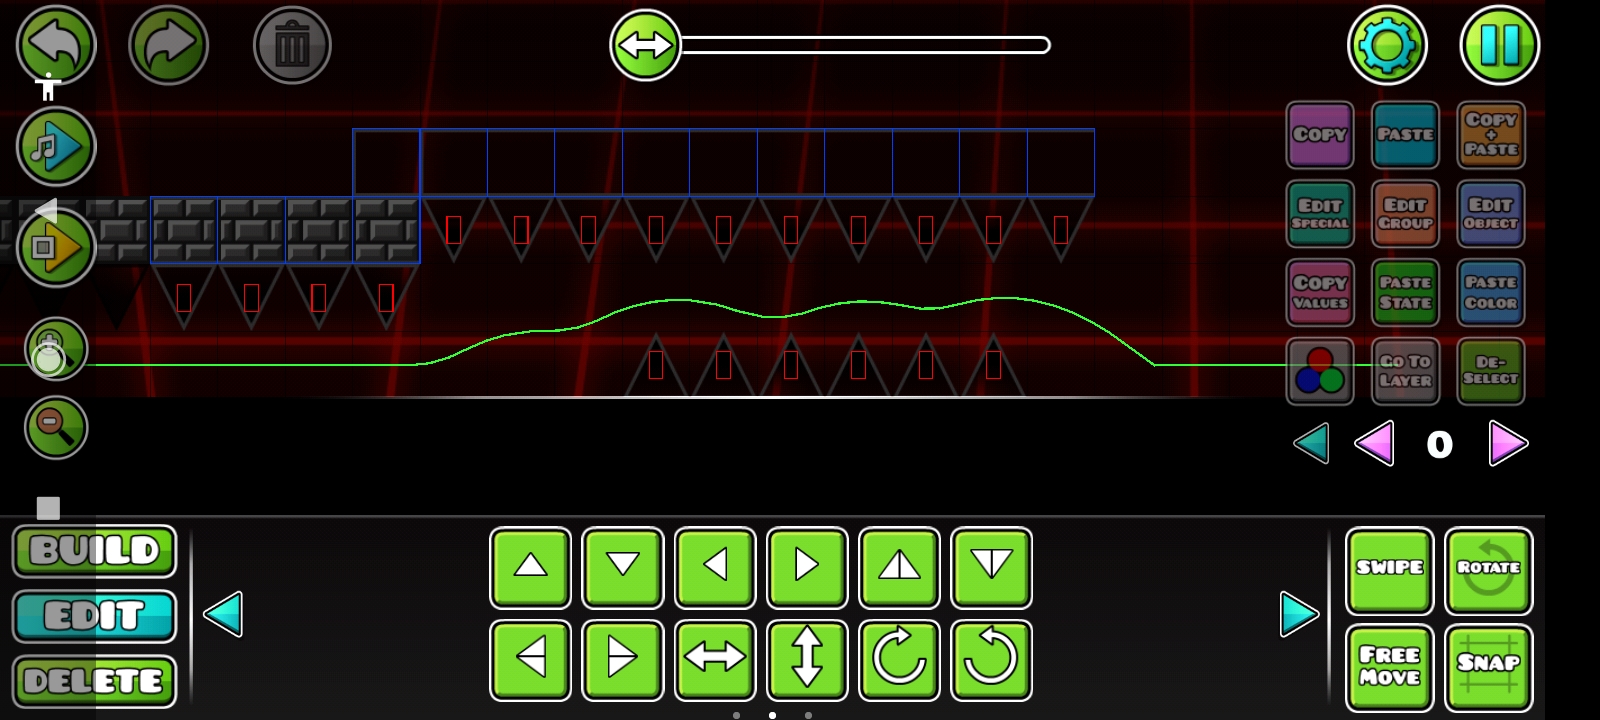 COPY
PASTE
COPY
+
PASTE
EDIT
SPECIAL
EDIT
GROUP
EDIT
OBJECT
COPY
VALUES
PASTE
STATE
PASTE
COLOR
GO TO
LAYER
DE-
SELECT
0
BUILD
EDIT
DELETE
SWIPE
ROTATE
FREE
MOVE
SNAP